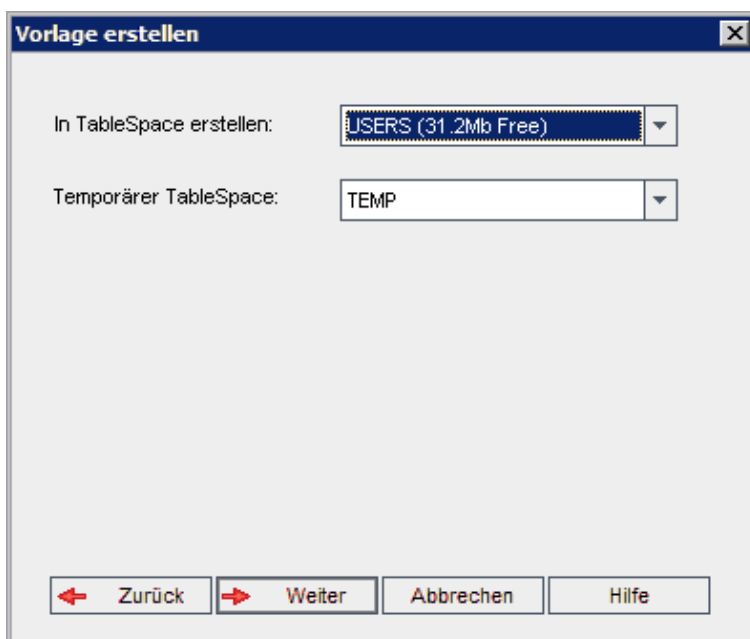 Vorlage erstellen
In TableSpace erstellen: USERS (31.2Mb Free)
Temporärer TableSpace: TEMP
Zurück Weiter Abbrechen Hilfe